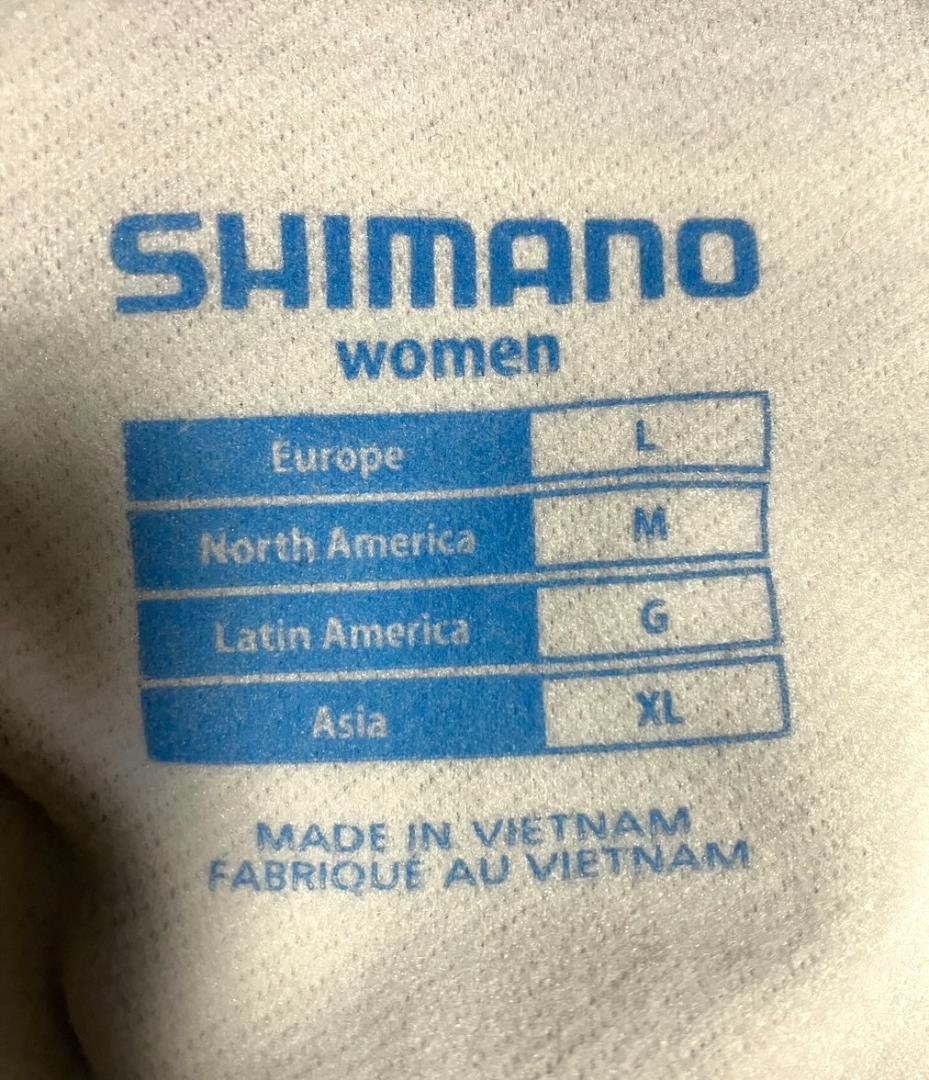 SHIMANO
women
Europe L
North America M
Latin America G
Asia XL
MADE IN VIETNAM
FABRIQUÉ AU VIETNAM